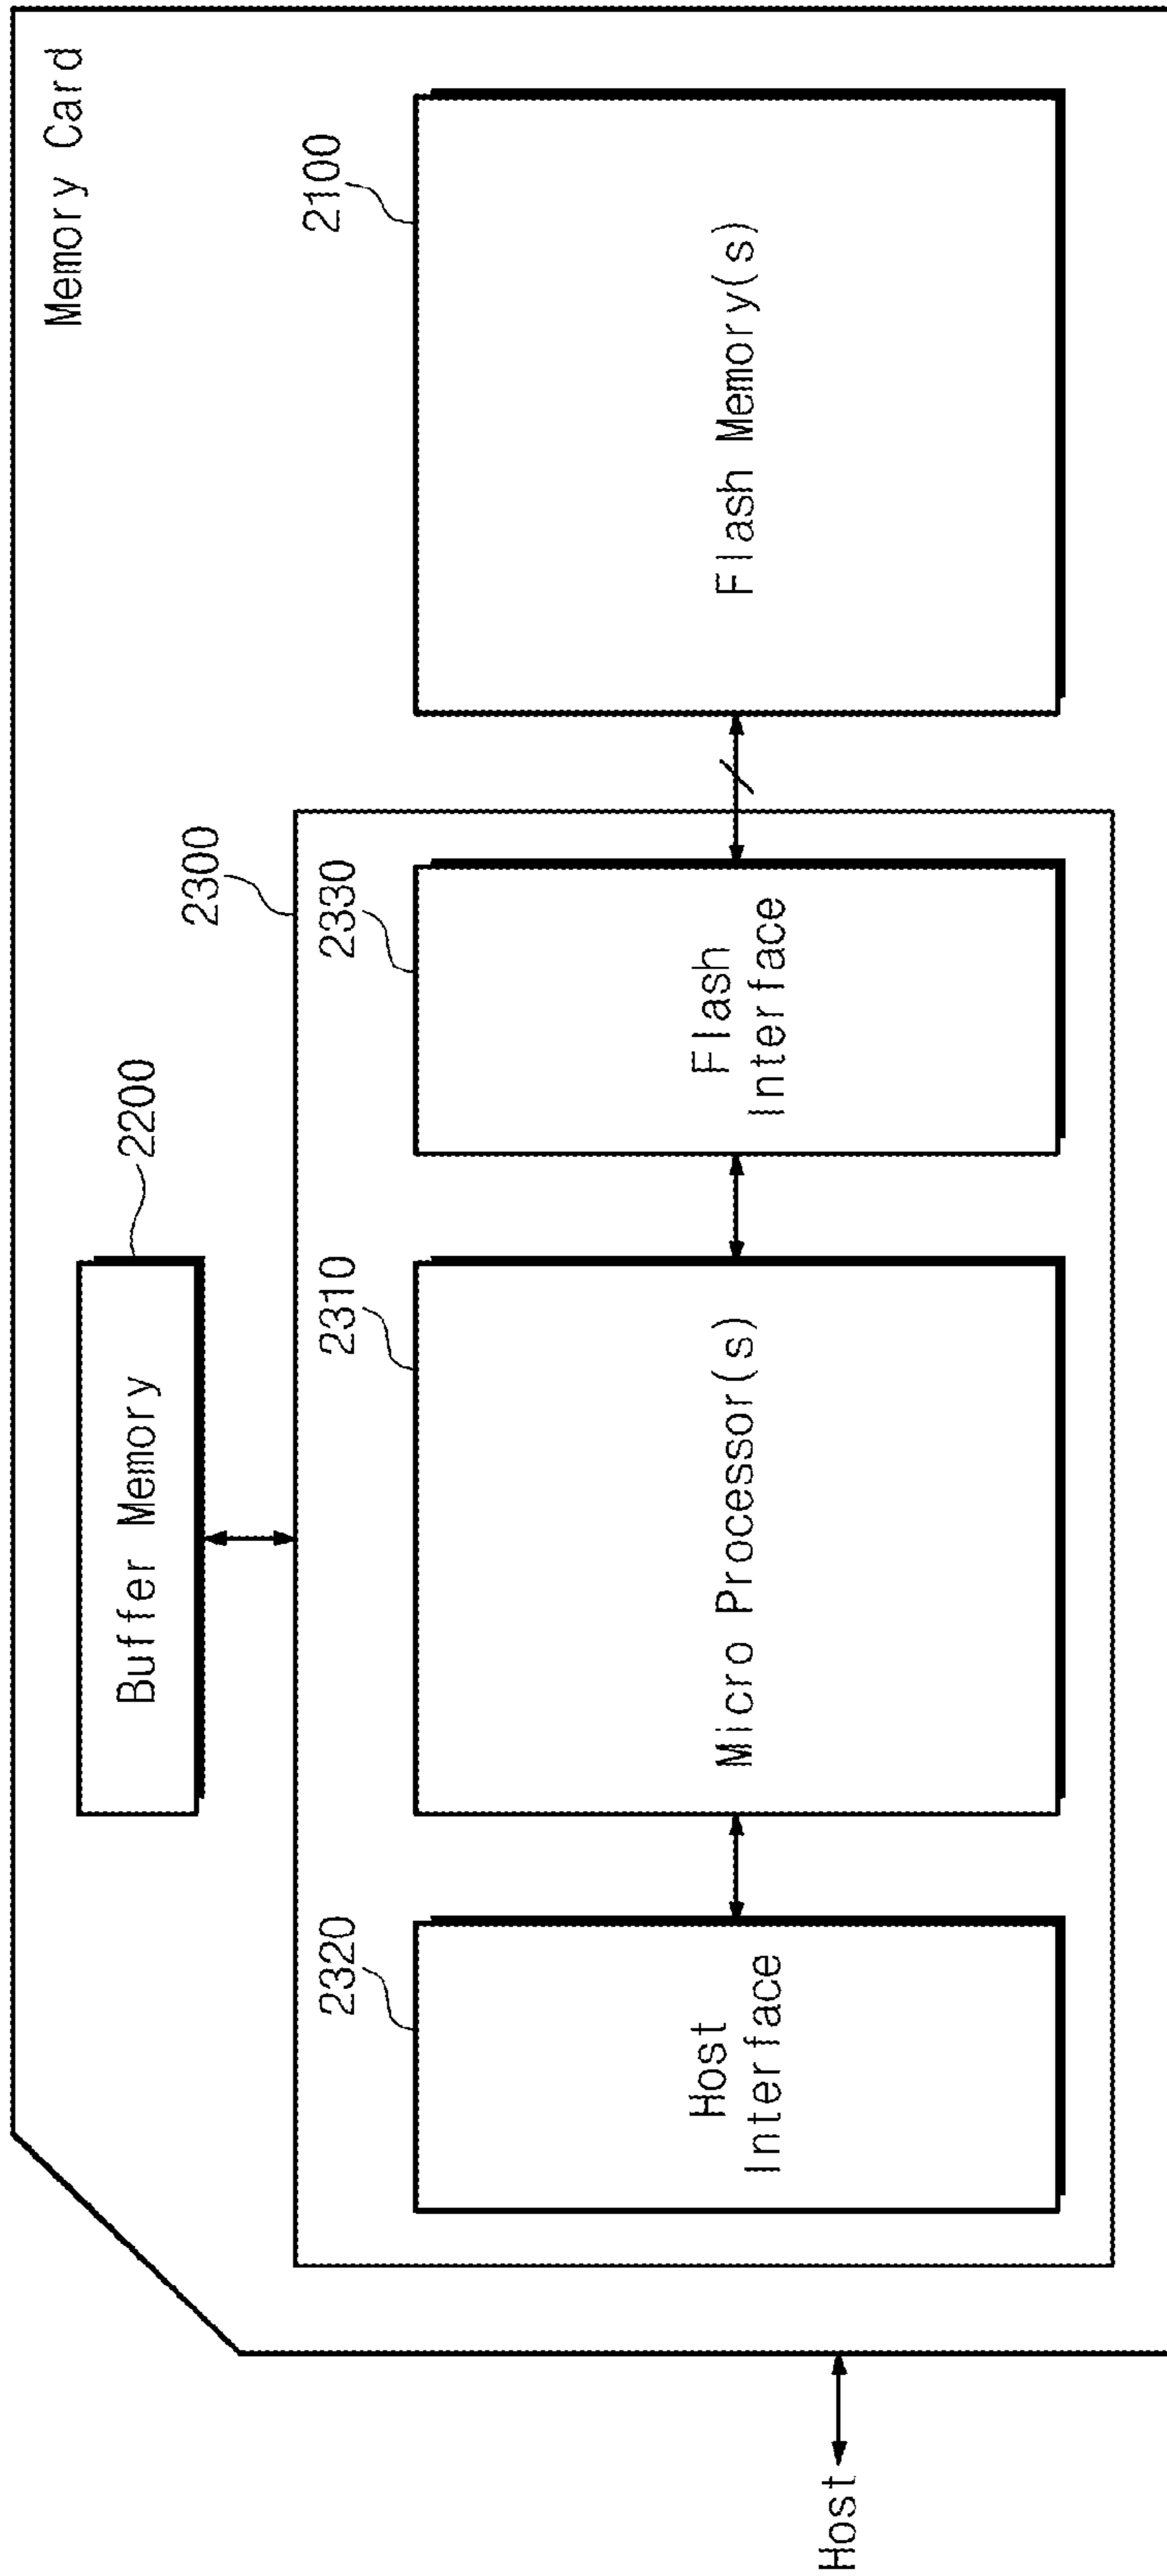 Memory Card
Buffer Memory
2200
2300
2320
2310
2330
2100
Host
Interface
Micro Processor(s)
Flash
Interface
Flash Memory(s)
Host